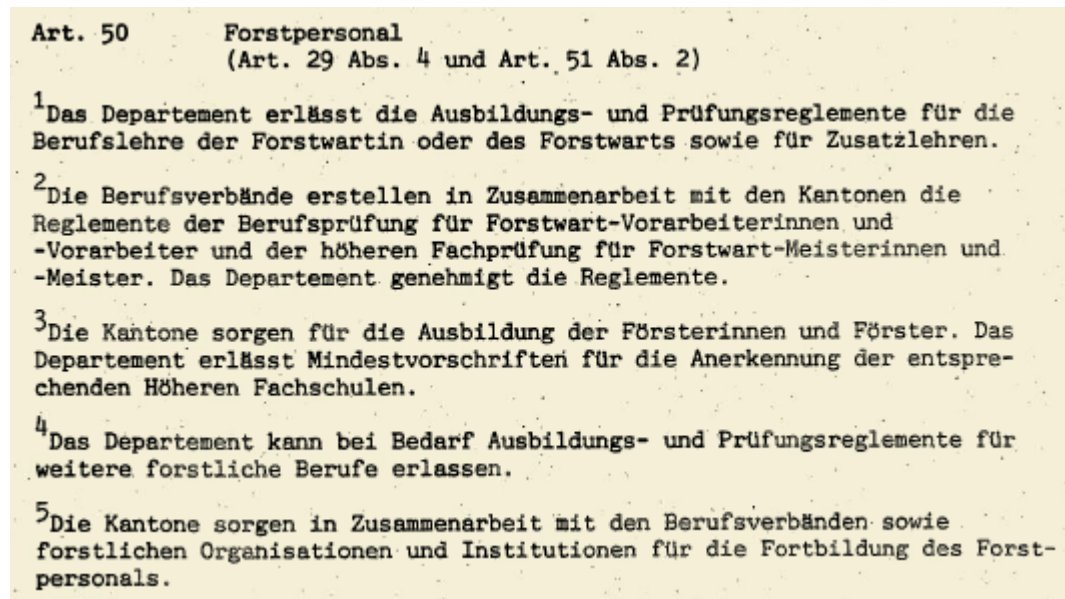 Art. 50 Forstpersonal
(Art. 29 Abs. 4 und Art. 51 Abs. 2)
1Das Departement erlässt die Ausbildungs- und Prüfungsreglemente für die
Berufslehre der Forstwartin oder des Forstwarts sowie für Zusatzlehren.
2Die Berufsverbände erstellen in Zusammenarbeit mit den Kantonen die
Reglemente der Berufsprüfung für Forstwart-Vorarbeiterinnen und
-Vorarbeiter und der höheren Fachprüfung für Forstwart-Meisterinnen und
-Meister. Das Departement genehmigt die Reglemente.
3Die Kantone sorgen für die Ausbildung der Försterinnen und Förster. Das
Departement erlässt Mindestvorschriften für die Anerkennung der entspre-
chenden Höheren Fachschulen.
4Das Departement kann bei Bedarf Ausbildungs- und Prüfungsreglemente für
weitere forstliche Berufe erlassen.
5Die Kantone sorgen in Zusammenarbeit mit den Berufsverbänden sowie
forstlichen Organisationen und Institutionen für die Fortbildung des Forst-
personals.